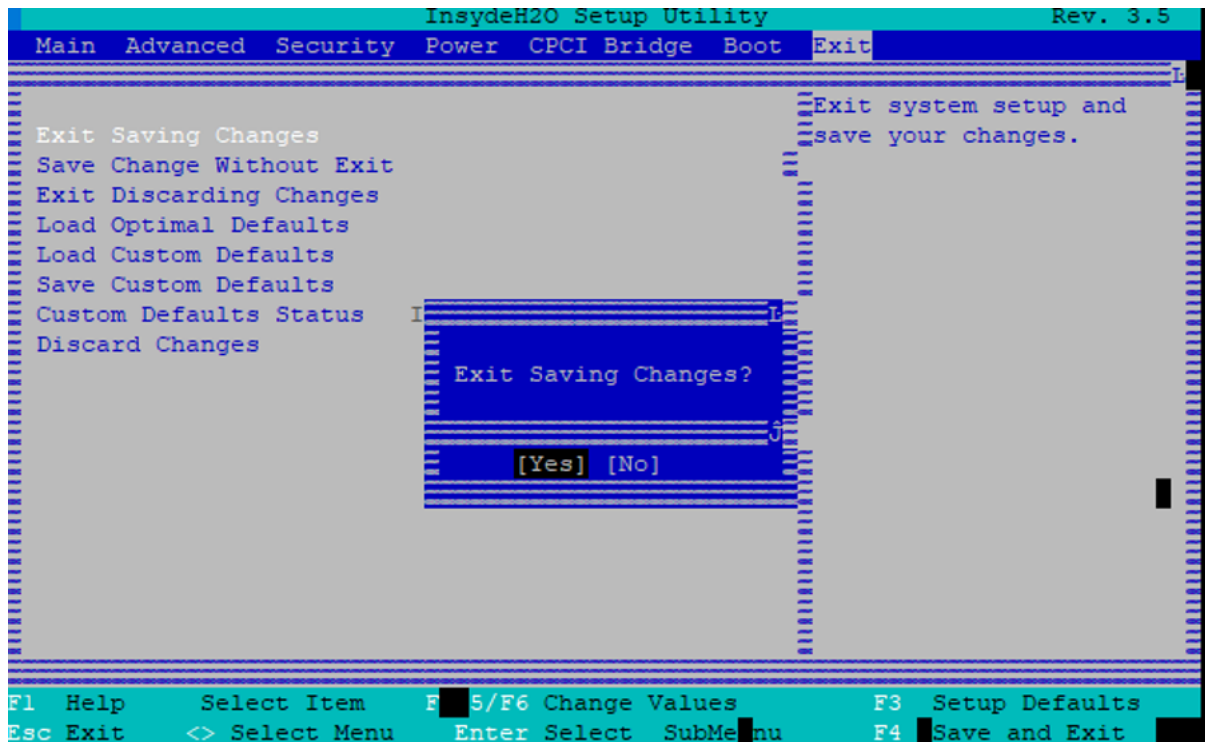 InsydeH2O Setup Utility Rev. 3.5
Main Advanced Security Power CPCI Bridge Boot Exit
Exit Saving Changes
Save Change Without Exit
Exit Discarding Changes
Load Optimal Defaults
Load Custom Defaults
Save Custom Defaults
Custom Defaults Status I
Discard Changes
Exit system setup and
save your changes.
Exit Saving Changes?
[Yes] [No]
F1 Help Select Item F 5/F6 Change Values F3 Setup Defaults
Esc Exit <> Select Menu Enter Select SubMe nu F4 Save and Exit